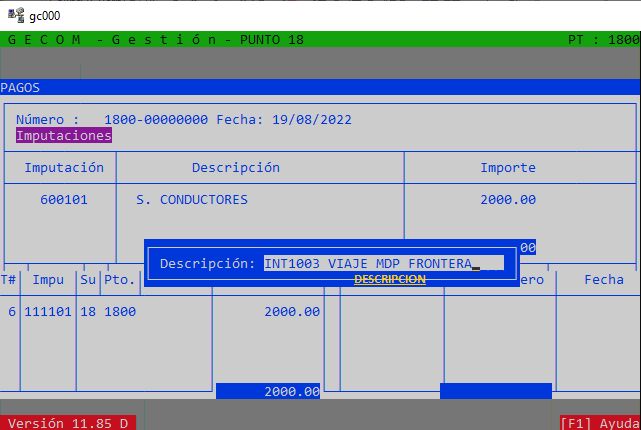 gc000
G E C O M - G e s t i ó n - PUNTO 18 PT : 1800
PAGOS
Número : 1800-00000000 Fecha: 19/08/2022
Imputaciones
Imputación Descripción Importe
600101 S. CONDUCTORES 2000.00
00
Descripción: INT1003 VIAJE MDP FRONTERA_
DESCRIPCION
T# Impu Su Pto. ero Fecha
6 111101 18 1800 2000.00
2000.00
Versión 11.85 D [F1] Ayuda